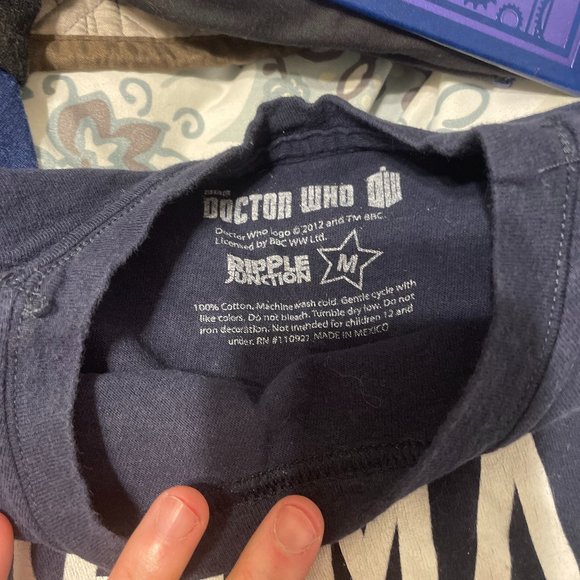 DOCTOR WHO DW
Doctor Who logo © 2012 and TM BBC.
Licensed by BBC WW Ltd.
RIPPLE
JUNCTION
M
100% Cotton. Machine wash cold. Gentle cycle with
like colors. Do not bleach. Tumble dry low. Do not
iron decoration. Not intended for children 12 and
under. RN #110927 MADE IN MEXICO